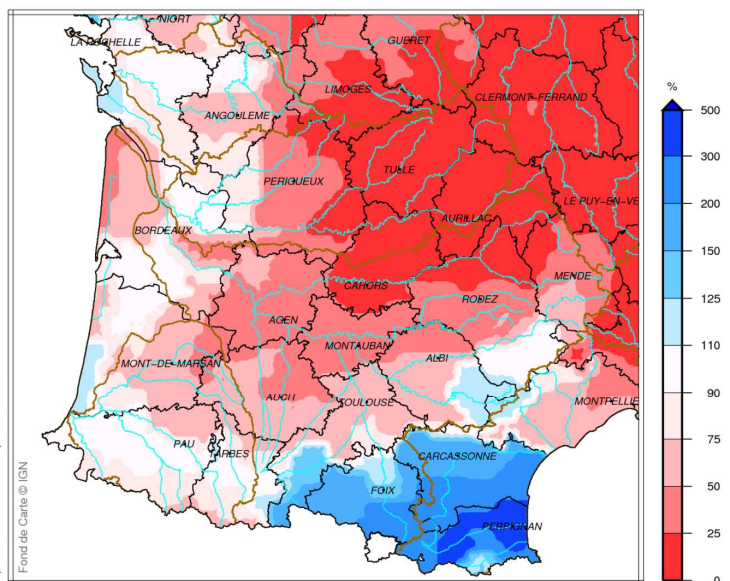 NIORT
LA ROCHELLE
GUERET
LIMOGES
CLERMONT-FERRAND
ANGOULEME
PERIGUEUX
TULLE
LE PUY-EN-VE
AURILLAC
BORDEAUX
CAHORS
MENDE
RODEZ
AGEN
MONTAUBAN
ALBI
MONT-DE-MARSAN
AUCH
TOULOUSE
MONTPELLIE
PAU
TARBES
CARCASSONNE
FOIX
PERPIGNAN
Fond de Carte © IGN
%
500
300
200
150
125
110
90
75
50
25
0